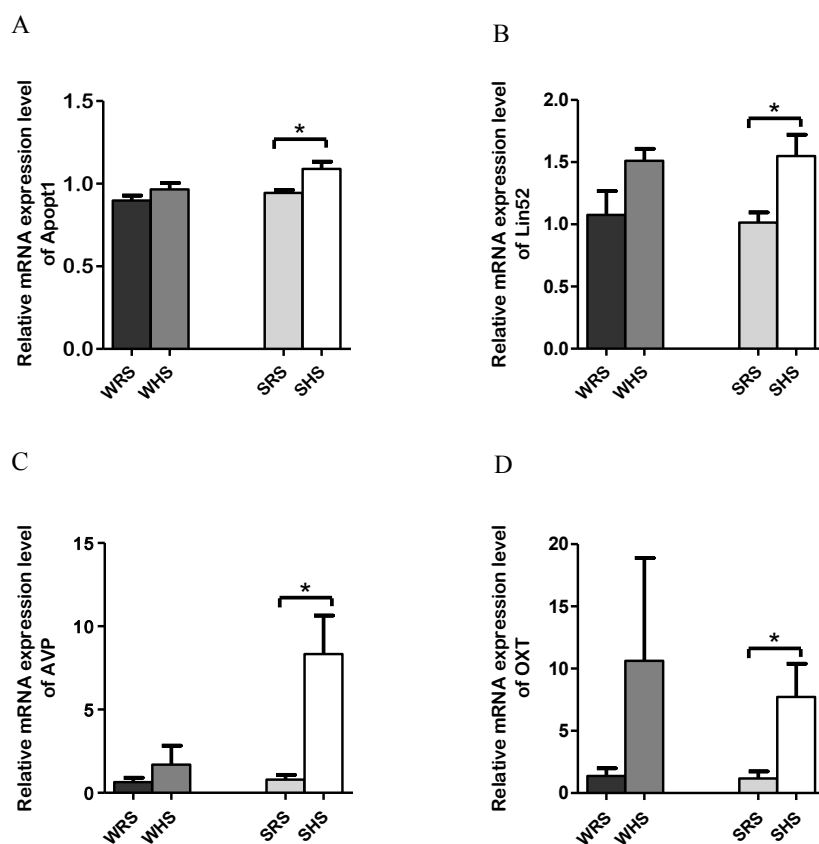 A
Relative mRNA expression level
of Apopt1
1.5
1.0
0.5
0.0
*
WRS
WHS
SRS
SHS
B
Relative mRNA expression level
of Lin52
2.0
1.5
1.0
0.5
0.0
*
WRS
WHS
SRS
SHS
C
Relative mRNA expression level
of AVP
15
10
5
0
*
WRS
WHS
SRS
SHS
D
Relative mRNA expression level
of OXT
20
15
10
5
0
*
WRS
WHS
SRS
SHS